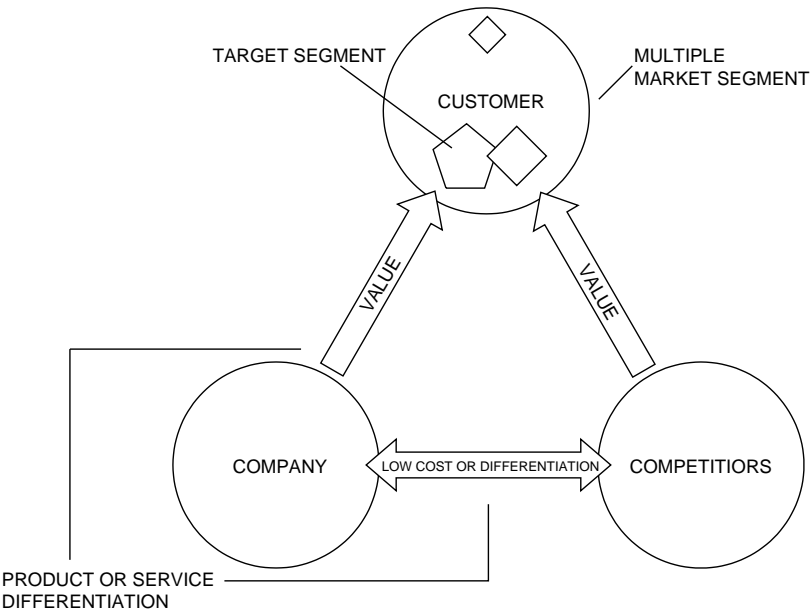 TARGET SEGMENT
MULTIPLE
MARKET SEGMENT
CUSTOMER
VALUE
VALUE
COMPANY
LOW COST OR DIFFERENTIATION
COMPETITIORS
PRODUCT OR SERVICE
DIFFERENTIATION